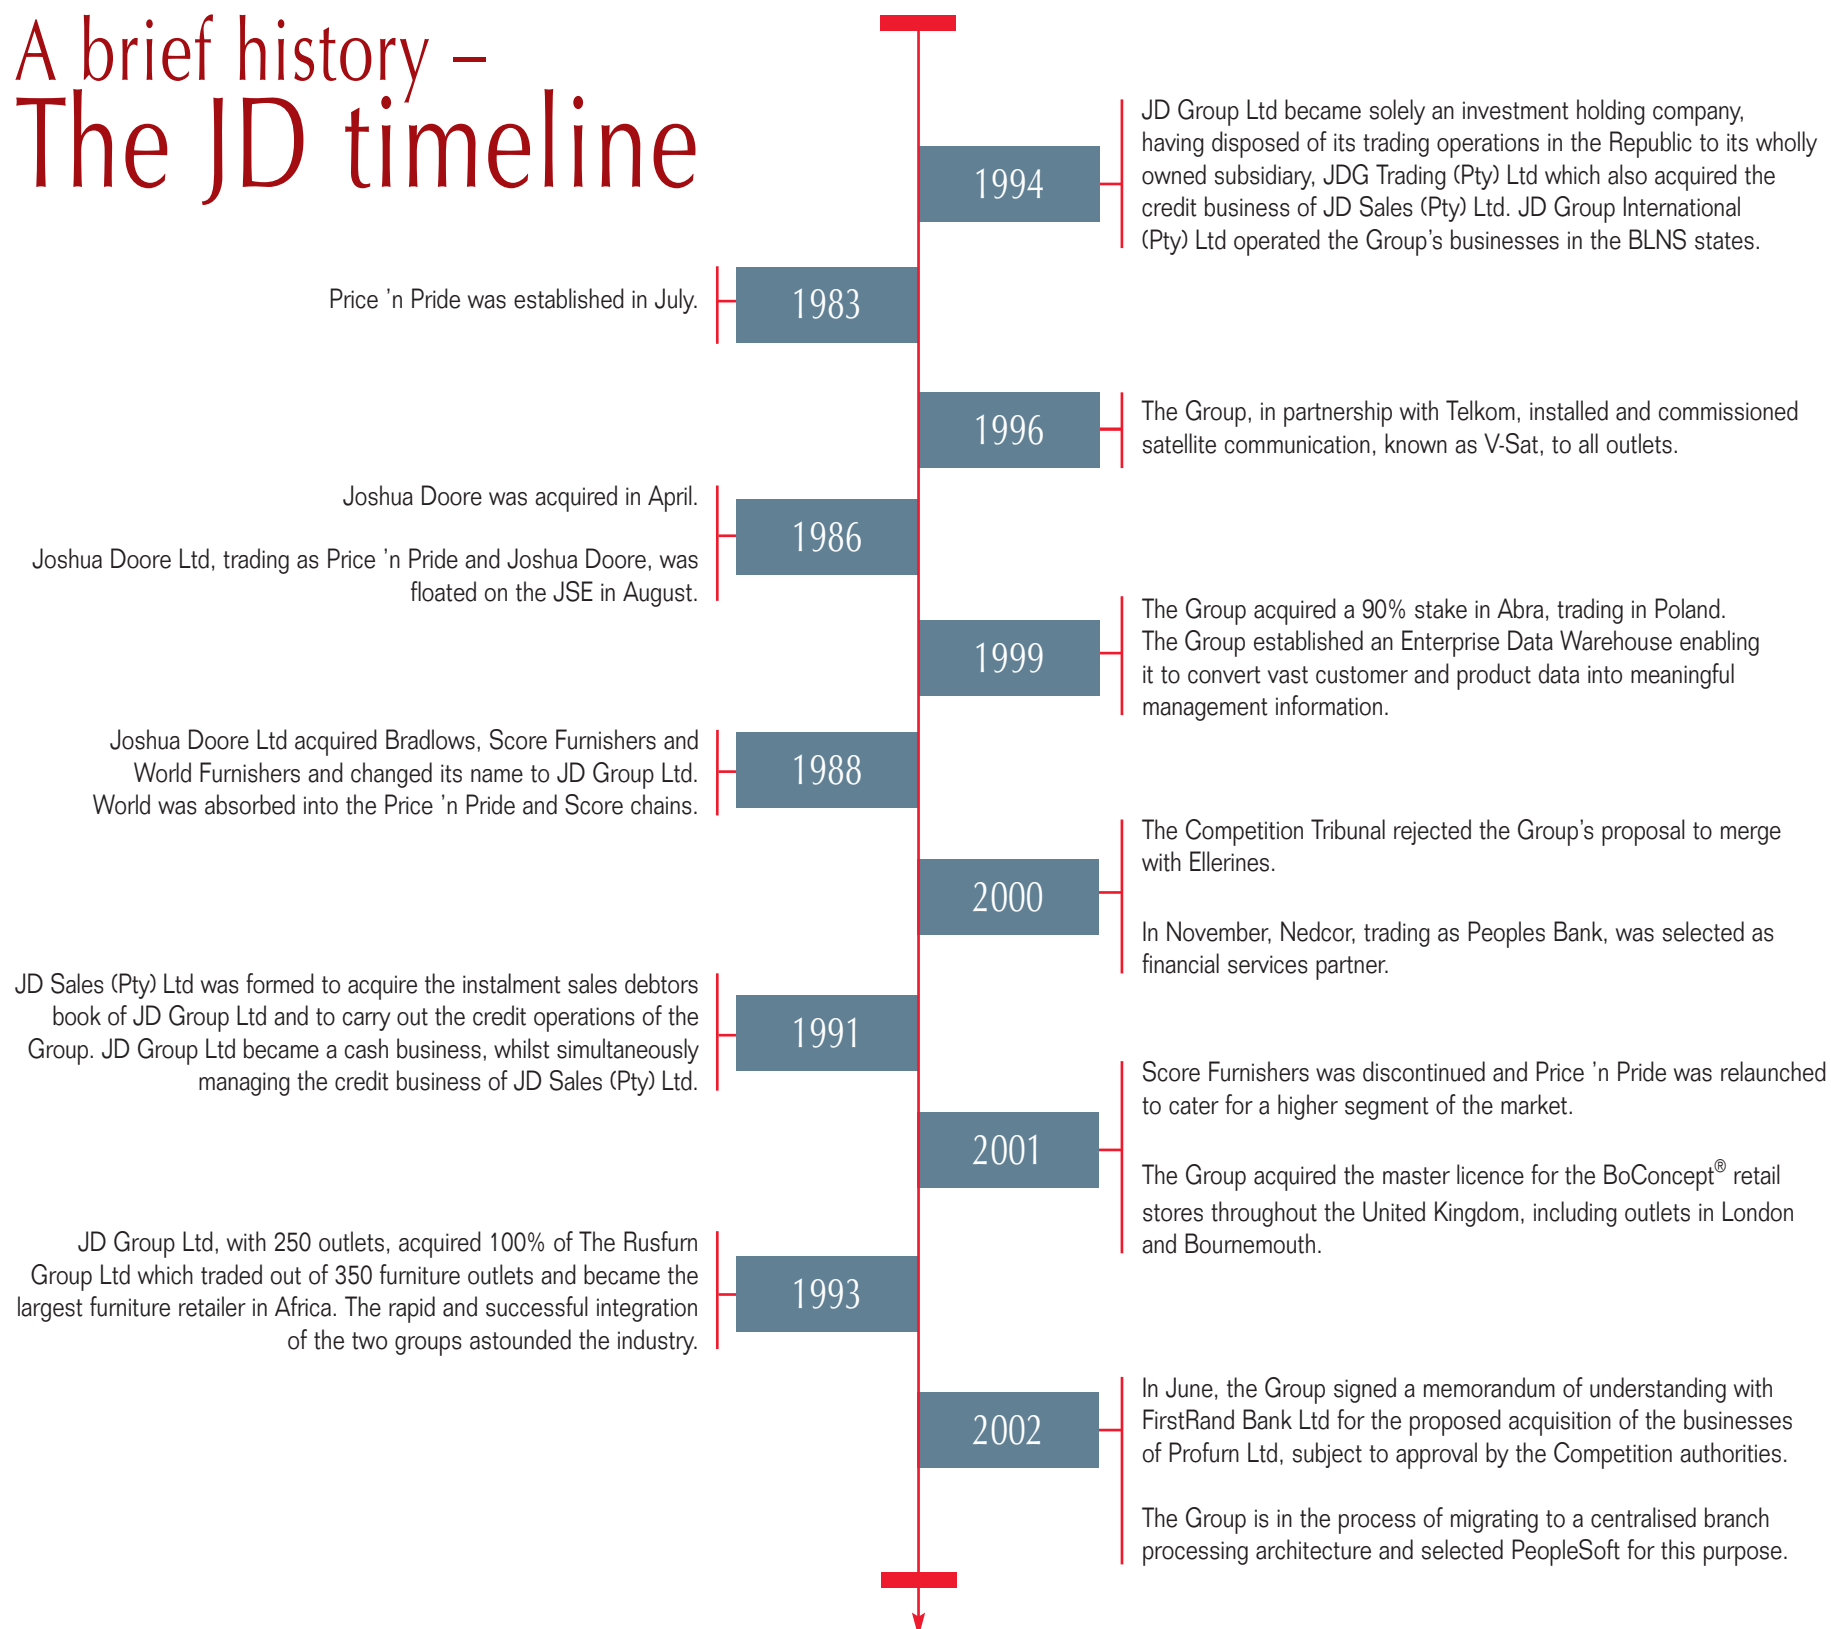 A brief history –
The JD timeline
Price ’n Pride was established in July.
1983
Joshua Doore was acquired in April.
Joshua Doore Ltd, trading as Price ’n Pride and Joshua Doore, was
floated on the JSE in August.
1986
Joshua Doore Ltd acquired Bradlows, Score Furnishers and
World Furnishers and changed its name to JD Group Ltd.
World was absorbed into the Price ’n Pride and Score chains.
1988
JD Sales (Pty) Ltd was formed to acquire the instalment sales debtors
book of JD Group Ltd and to carry out the credit operations of the
Group. JD Group Ltd became a cash business, whilst simultaneously
managing the credit business of JD Sales (Pty) Ltd.
1991
JD Group Ltd, with 250 outlets, acquired 100% of The Rusfurn
Group Ltd which traded out of 350 furniture outlets and became the
largest furniture retailer in Africa. The rapid and successful integration
of the two groups astounded the industry.
1993
1994
JD Group Ltd became solely an investment holding company,
having disposed of its trading operations in the Republic to its wholly
owned subsidiary, JDG Trading (Pty) Ltd which also acquired the
credit business of JD Sales (Pty) Ltd. JD Group International
(Pty) Ltd operated the Group’s businesses in the BLNS states.
1996
The Group, in partnership with Telkom, installed and commissioned
satellite communication, known as V-Sat, to all outlets.
1999
The Group acquired a 90% stake in Abra, trading in Poland.
The Group established an Enterprise Data Warehouse enabling
it to convert vast customer and product data into meaningful
management information.
2000
The Competition Tribunal rejected the Group’s proposal to merge
with Ellerines.
In November, Nedcor, trading as Peoples Bank, was selected as
financial services partner.
2001
Score Furnishers was discontinued and Price ’n Pride was relaunched
to cater for a higher segment of the market.
The Group acquired the master licence for the BoConcept® retail
stores throughout the United Kingdom, including outlets in London
and Bournemouth.
2002
In June, the Group signed a memorandum of understanding with
FirstRand Bank Ltd for the proposed acquisition of the businesses
of Profurn Ltd, subject to approval by the Competition authorities.
The Group is in the process of migrating to a centralised branch
processing architecture and selected PeopleSoft for this purpose.